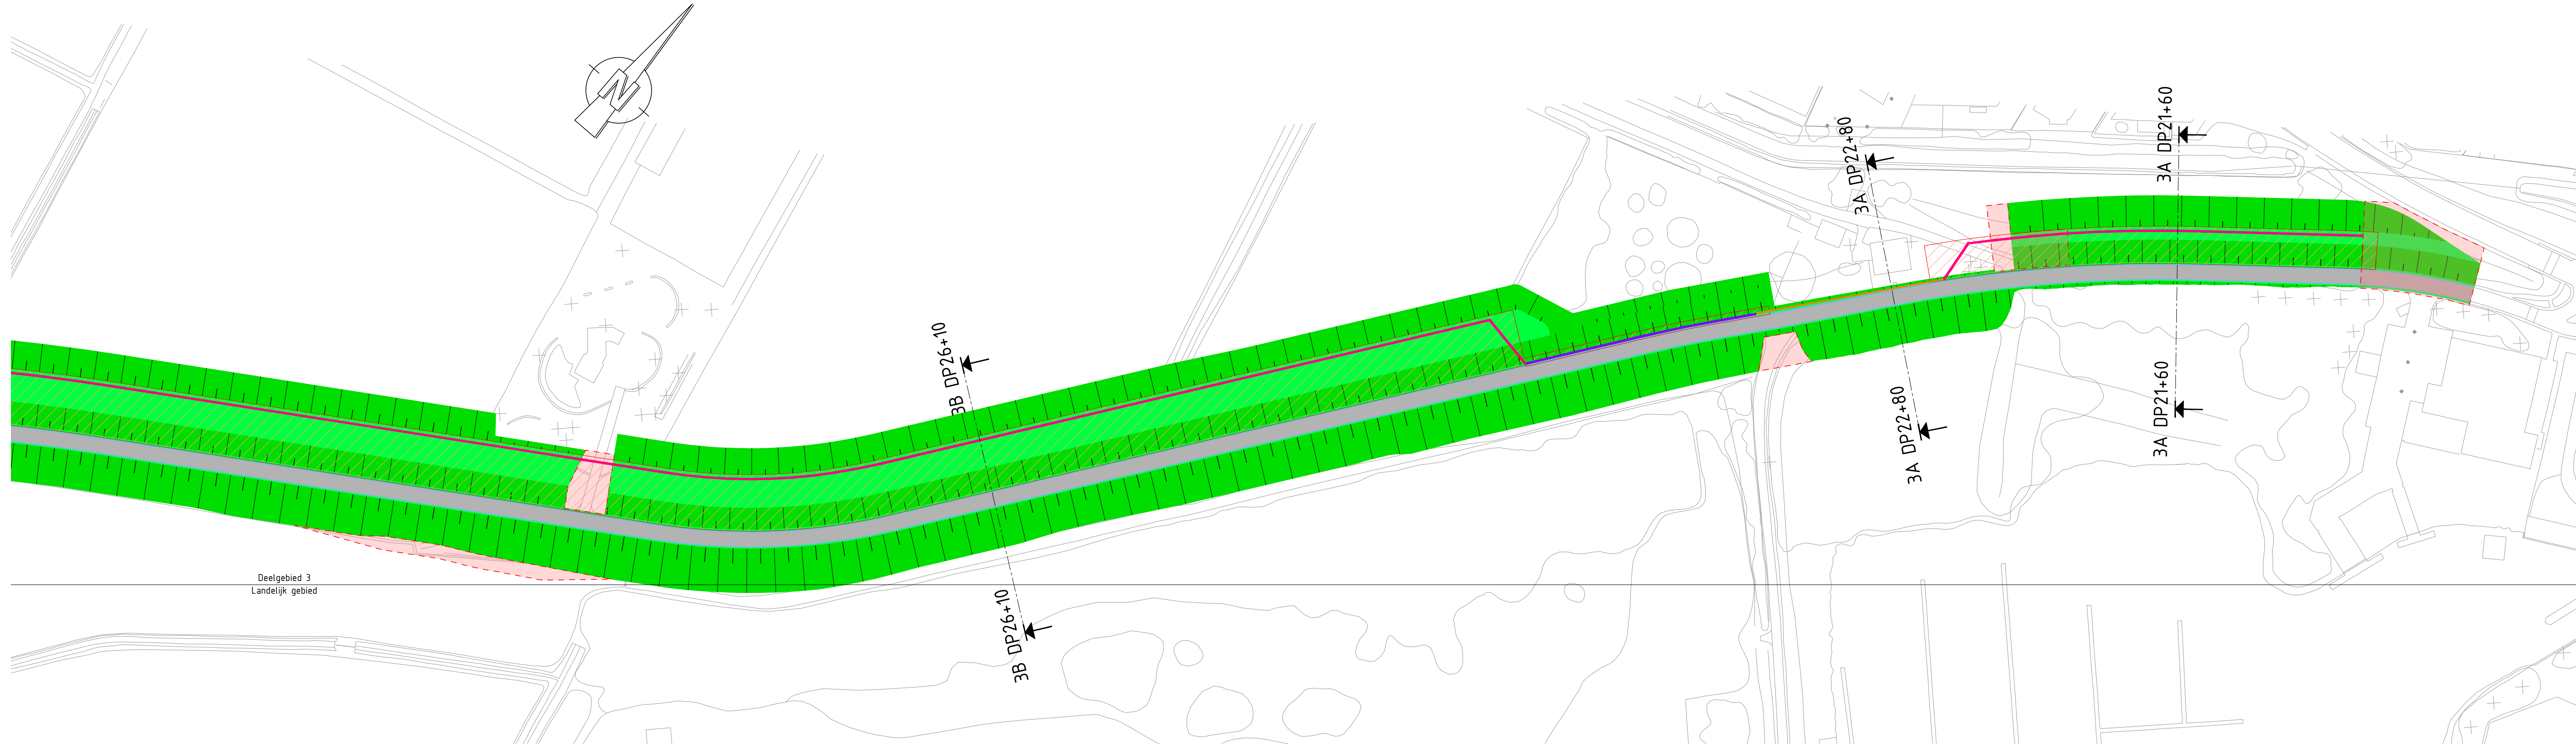 N
3B DP26+10
3A DP22+80
3A DP21+60
3A DP22+80
3A DP21+60
Deelgebied 3
Landelijk gebied
3B DP26+10